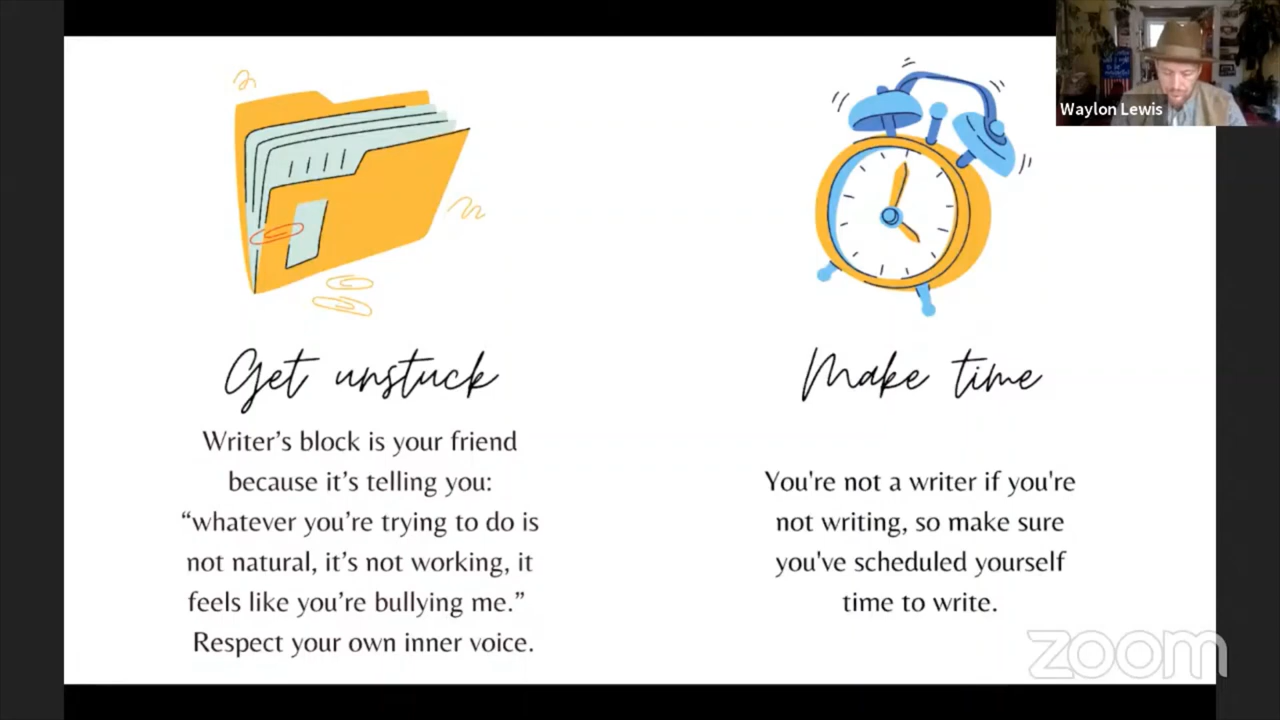 Waylon Lewis
Get unstuck
Writer’s block is your friend
because it’s telling you:
“whatever you’re trying to do is
not natural, it’s not working, it
feels like you’re bullying me.”
Respect your own inner voice.
Make time
You're not a writer if you're
not writing, so make sure
you've scheduled yourself
time to write.
zoom